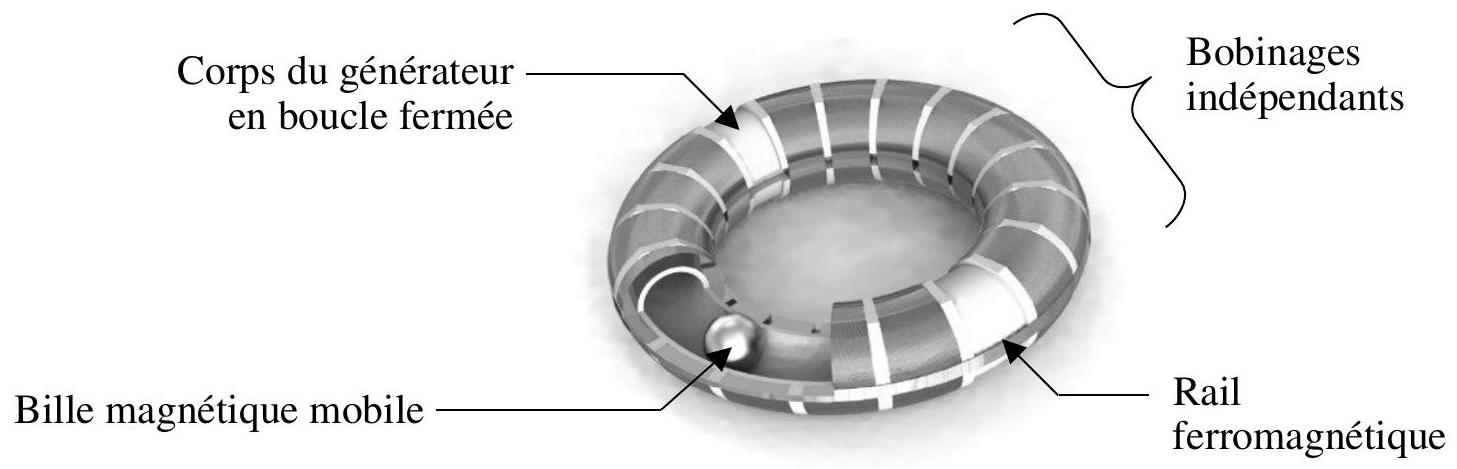 Corps du générateur
en boucle fermée
Bobinages
indépendants
Bille magnétique mobile
Rail
ferromagnétique